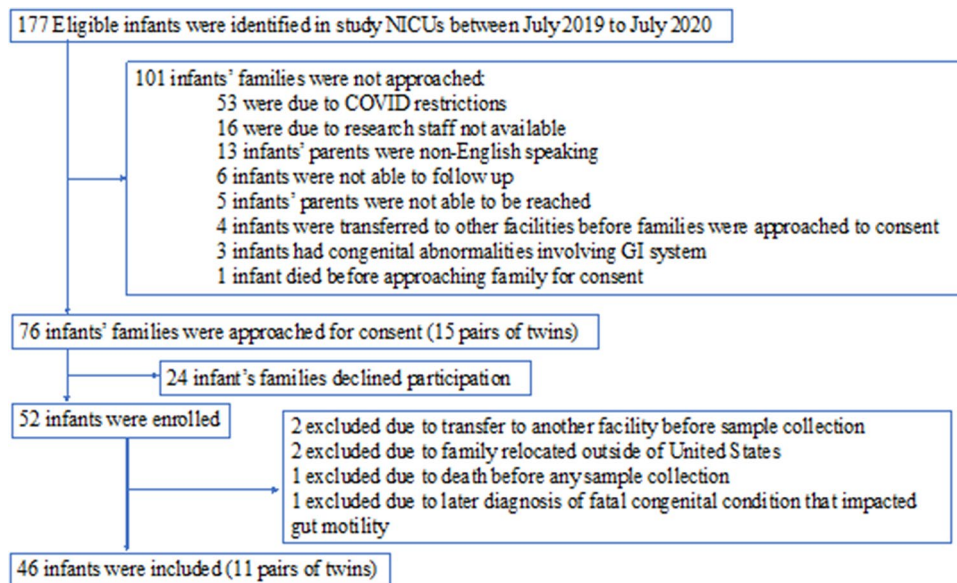 177 Eligible infants were identified in study NICUs between July 2019 to July 2020
101 infants' families were not approached:
53 were due to COVID restrictions
16 were due to research staff not available
13 infants' parents were non-English speaking
6 infants were not able to follow up
5 infants' parents were not able to be reached
4 infants were transferred to other facilities before families were approached to consent
3 infants had congenital abnormalities involving GI system
1 infant died before approaching family for consent
76 infants' families were approached for consent (15 pairs of twins)
24 infant's families declined participation
52 infants were enrolled
2 excluded due to transfer to another facility before sample collection
2 excluded due to family relocated outside of United States
1 excluded due to death before any sample collection
1 excluded due to later diagnosis of fatal congenital condition that impacted
gut motility
46 infants were included (11 pairs of twins)